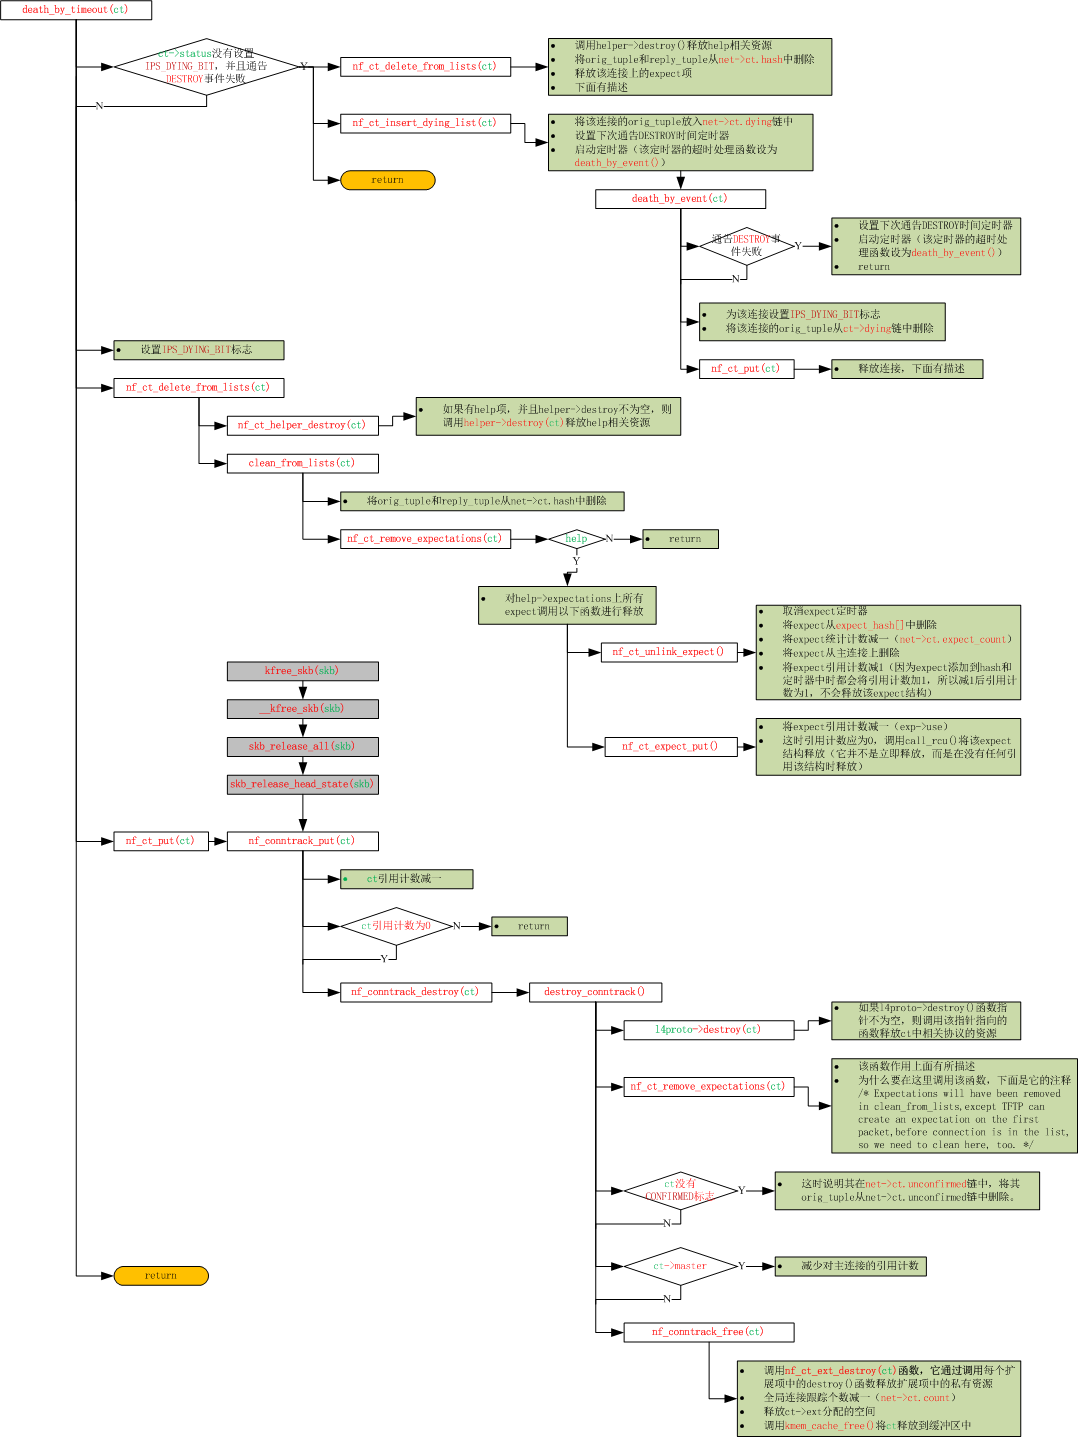 death_by_timeout(ct)
ct->status没有设置
IPS_DYING_BIT，并且通告
DESTROY事件失败
Y
N
nf_ct_delete_from_lists(ct)
调用helper->destroy()释放help相关资源
将orig_tuple和reply_tuple从net->ct.hash中删除
释放该连接上的expect项
下面有描述
nf_ct_insert_dying_list(ct)
将该连接的orig_tuple放入net->ct.dying链中
设置下次通告DESTROY时间定时器
启动定时器（该定时器的超时处理函数设为
death_by_event()）
return
death_by_event(ct)
通告DESTROY事
件失败
Y
N
设置下次通告DESTROY时间定时器
启动定时器（该定时器的超时处
理函数设为death_by_event()）
return
为该连接设置IPS_DYING_BIT标志
将该连接的orig_tuple从ct->dying链中删除
nf_ct_put(ct)
释放连接，下面有描述
设置IPS_DYING_BIT标志
nf_ct_delete_from_lists(ct)
nf_ct_helper_destroy(ct)
如果有help项，并且helper->destroy不为空，则
调用helper->destroy(ct)释放help相关资源
clean_from_lists(ct)
将orig_tuple和reply_tuple从net->ct.hash中删除
nf_ct_remove_expectations(ct)
help
N
return
Y
对help->expectations上所有
expect调用以下函数进行释放
nf_ct_unlink_expect()
取消expect定时器
将expect从expect_hash[]中删除
将expect统计计数减一（net->ct.expect_count）
将expect从主连接上删除
将expect引用计数减1（因为expect添加到hash和
定时器中时都会将引用计数加1，所以减1后引用计
数为1，不会释放该expect结构）
nf_ct_expect_put()
将expect引用计数减一（exp->use）
这时引用计数应为0，调用call_rcu()将该expect
结构释放（它并不是立即释放，而是在没有任何引
用该结构时释放）
kfree_skb(skb)
__kfree_skb(skb)
skb_release_all(skb)
skb_release_head_state(skb)
nf_ct_put(ct)
nf_conntrack_put(ct)
ct引用计数减一
ct引用计数为0
N
return
Y
nf_conntrack_destroy(ct)
destroy_conntrack()
l4proto->destroy(ct)
如果l4proto->destroy()函数指
针不为空，则调用该指针指向的
函数释放ct中相关协议的资源
nf_ct_remove_expectations(ct)
该函数作用上面有所描述
为什么要在这里调用该函数，下面是它的注释
/* Expectations will have been removed
in clean_from_lists,except TFTP can
create an expectation on the first
packet,before connection is in the list,
so we need to clean here, too. */
ct没有
CONFIRMED标志
Y
N
这时说明其在net->ct.unconfirmed链中，将其
orig_tuple从net->ct.unconfirmed链中删除。
ct->master
Y
N
减少对主连接的引用计数
return
nf_conntrack_free(ct)
调用nf_ct_ext_destroy(ct)函数，它通过调用每个扩
展项中的destroy()函数释放扩展项中的私有资源
全局连接跟踪个数减一（net->ct.count）
释放ct->ext分配的空间
调用kmem_cache_free()将ct释放到缓冲区中